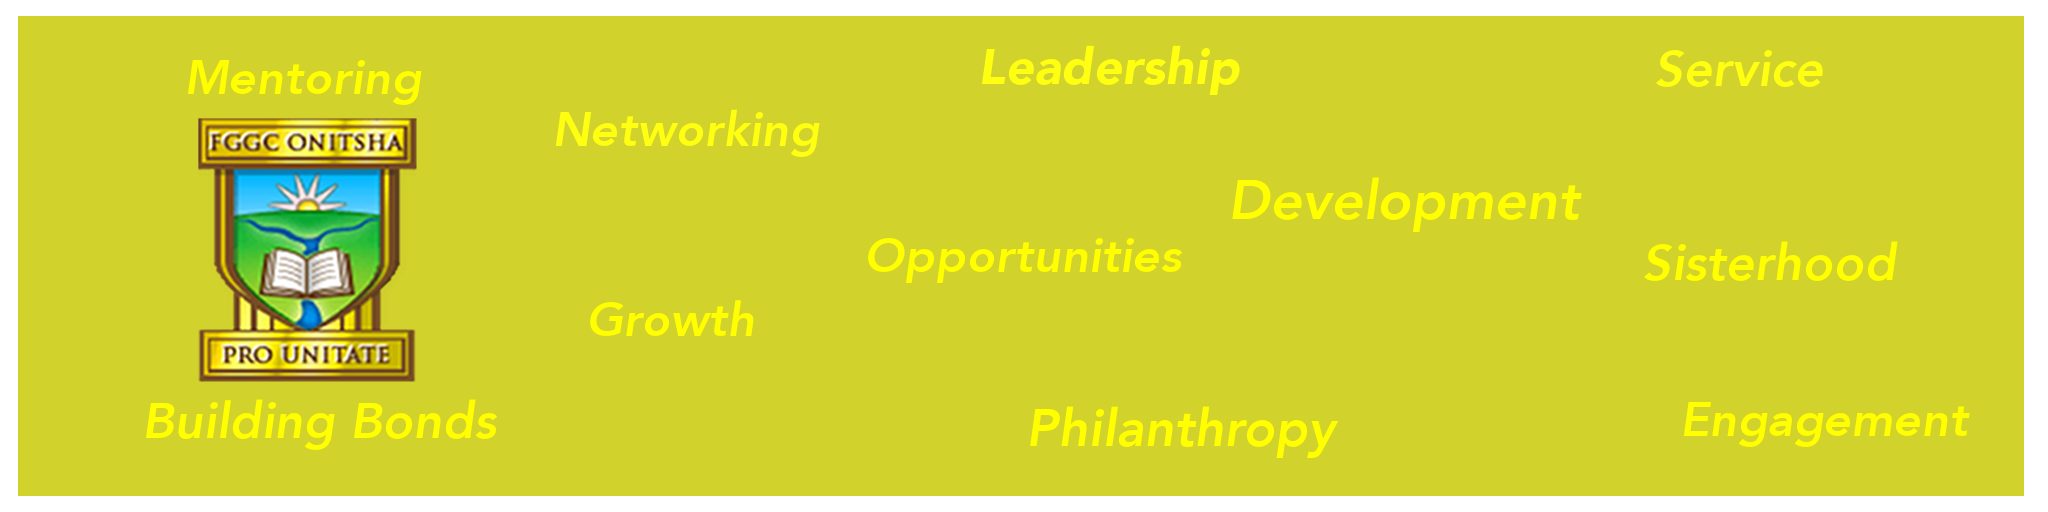 Mentoring
FGGC ONITSHA
PRO UNITATE
Building Bonds
Networking
Growth
Leadership
Opportunities
Development
Philanthropy
Service
Sisterhood
Engagement